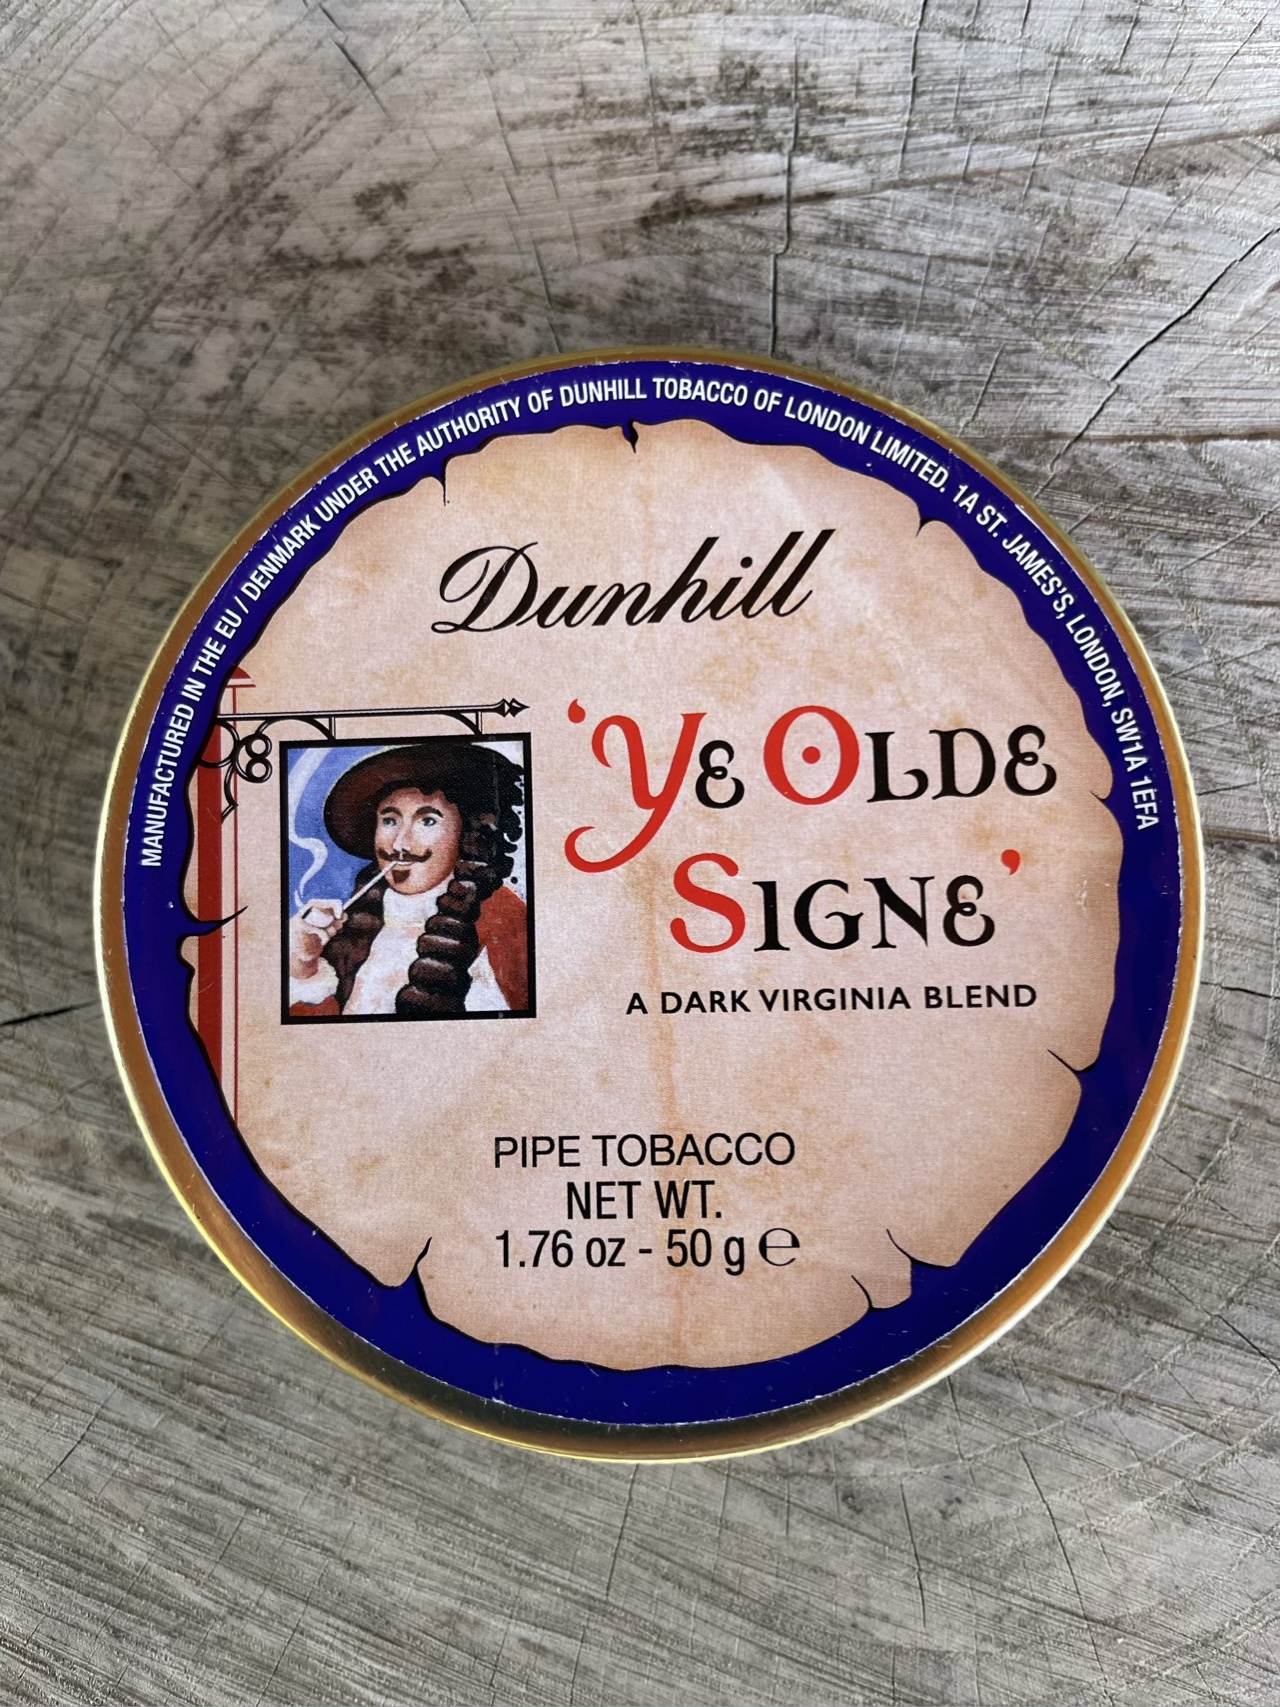 MANUFACTURED IN THE EU / DENMARK UNDER THE AUTHORITY OF DUNHILL TOBACCO OF LONDON LIMITED. 1A ST. JAMES'S, LONDON, SW1A 1EFA
Dunhill
'YE OLDE
SIGNE'
A DARK VIRGINIA BLEND
PIPE TOBACCO
NET WT.
1.76 oz - 50 g ℮